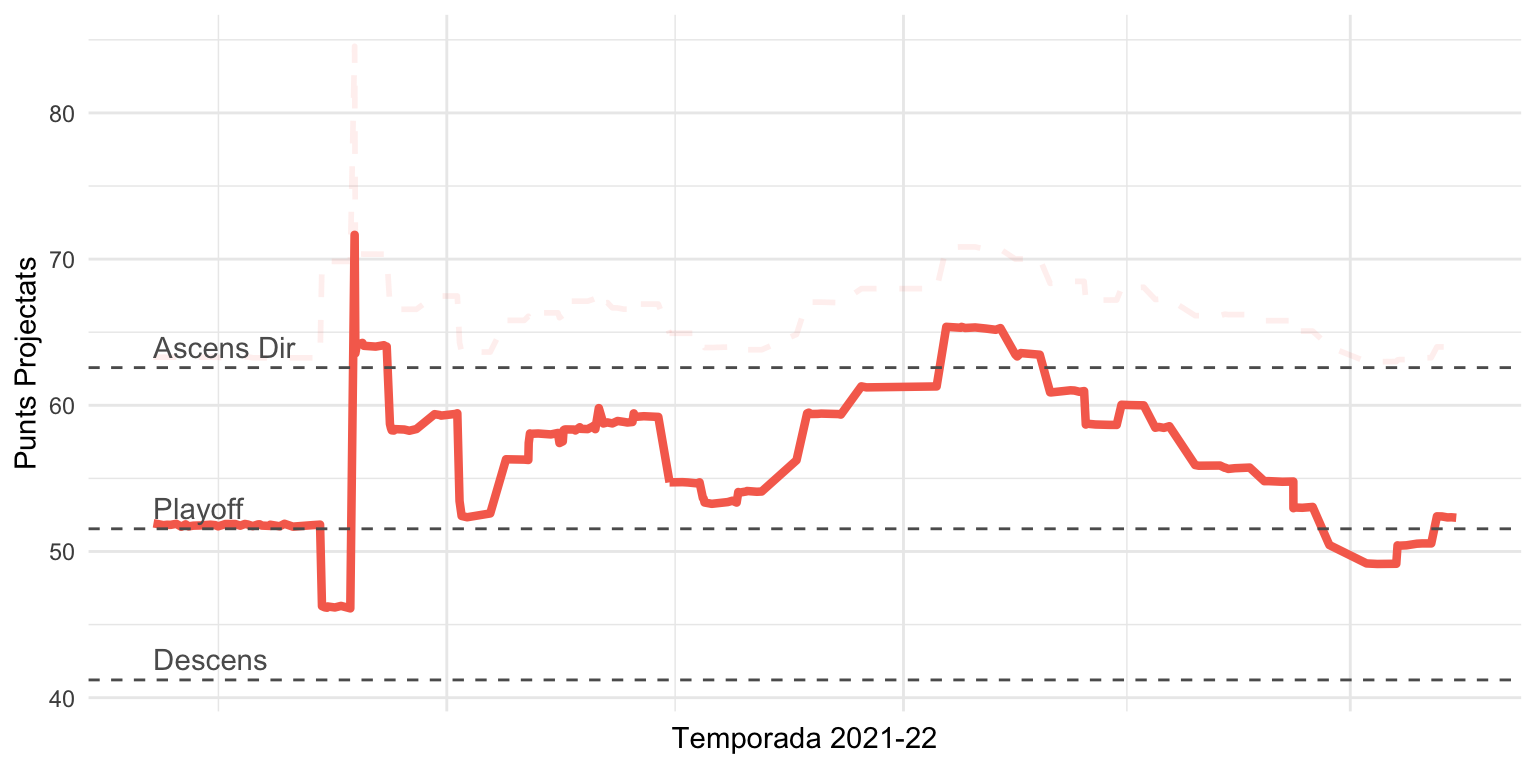 Punts Projectats
80
70
60
50
40
Ascens Dir
Playoff
Descens
Temporada 2021-22